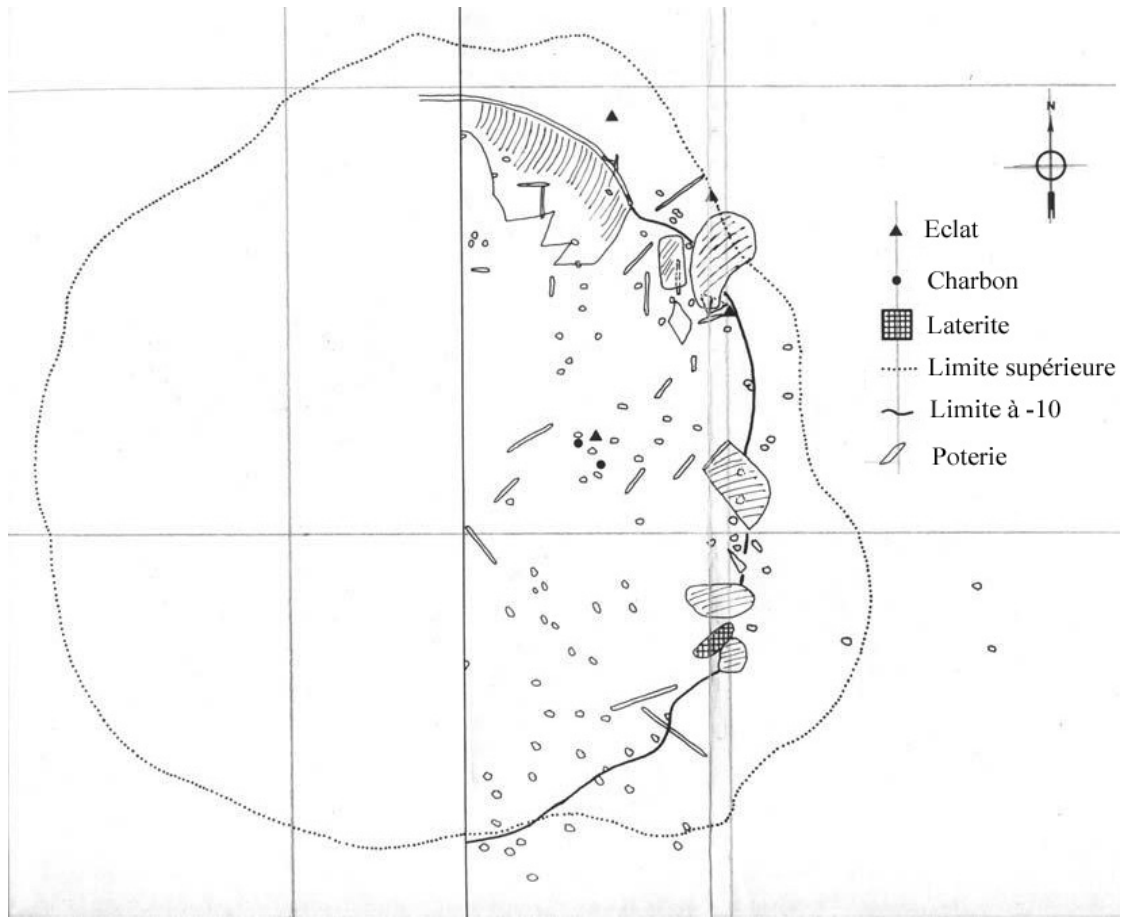 N
Eclat
Charbon
Laterite
Limite supérieure
Limite à -10
Poterie